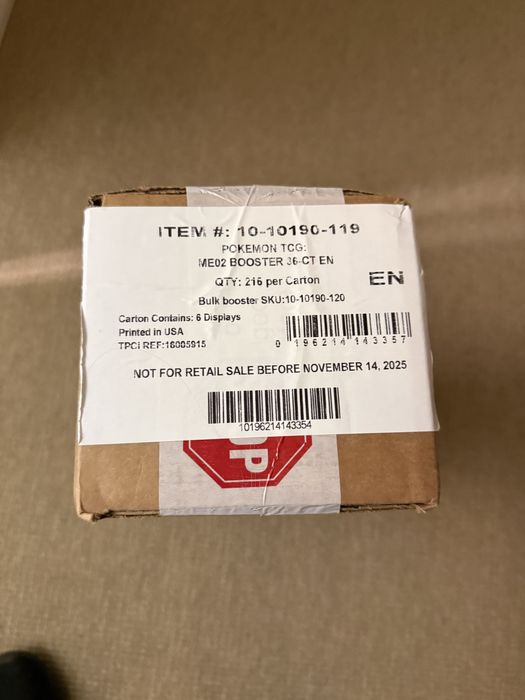 ITEM #: 10-10190-119
POKEMON TCG:
ME02 BOOSTER 36-CT EN
QTY: 216 per Carton
EN
Bulk booster SKU:10-10190-120
Carton Contains: 6 Displays
Printed in USA
TPCi REF:16005915
0 196214 143357
NOT FOR RETAIL SALE BEFORE NOVEMBER 14, 2025
10196214143354